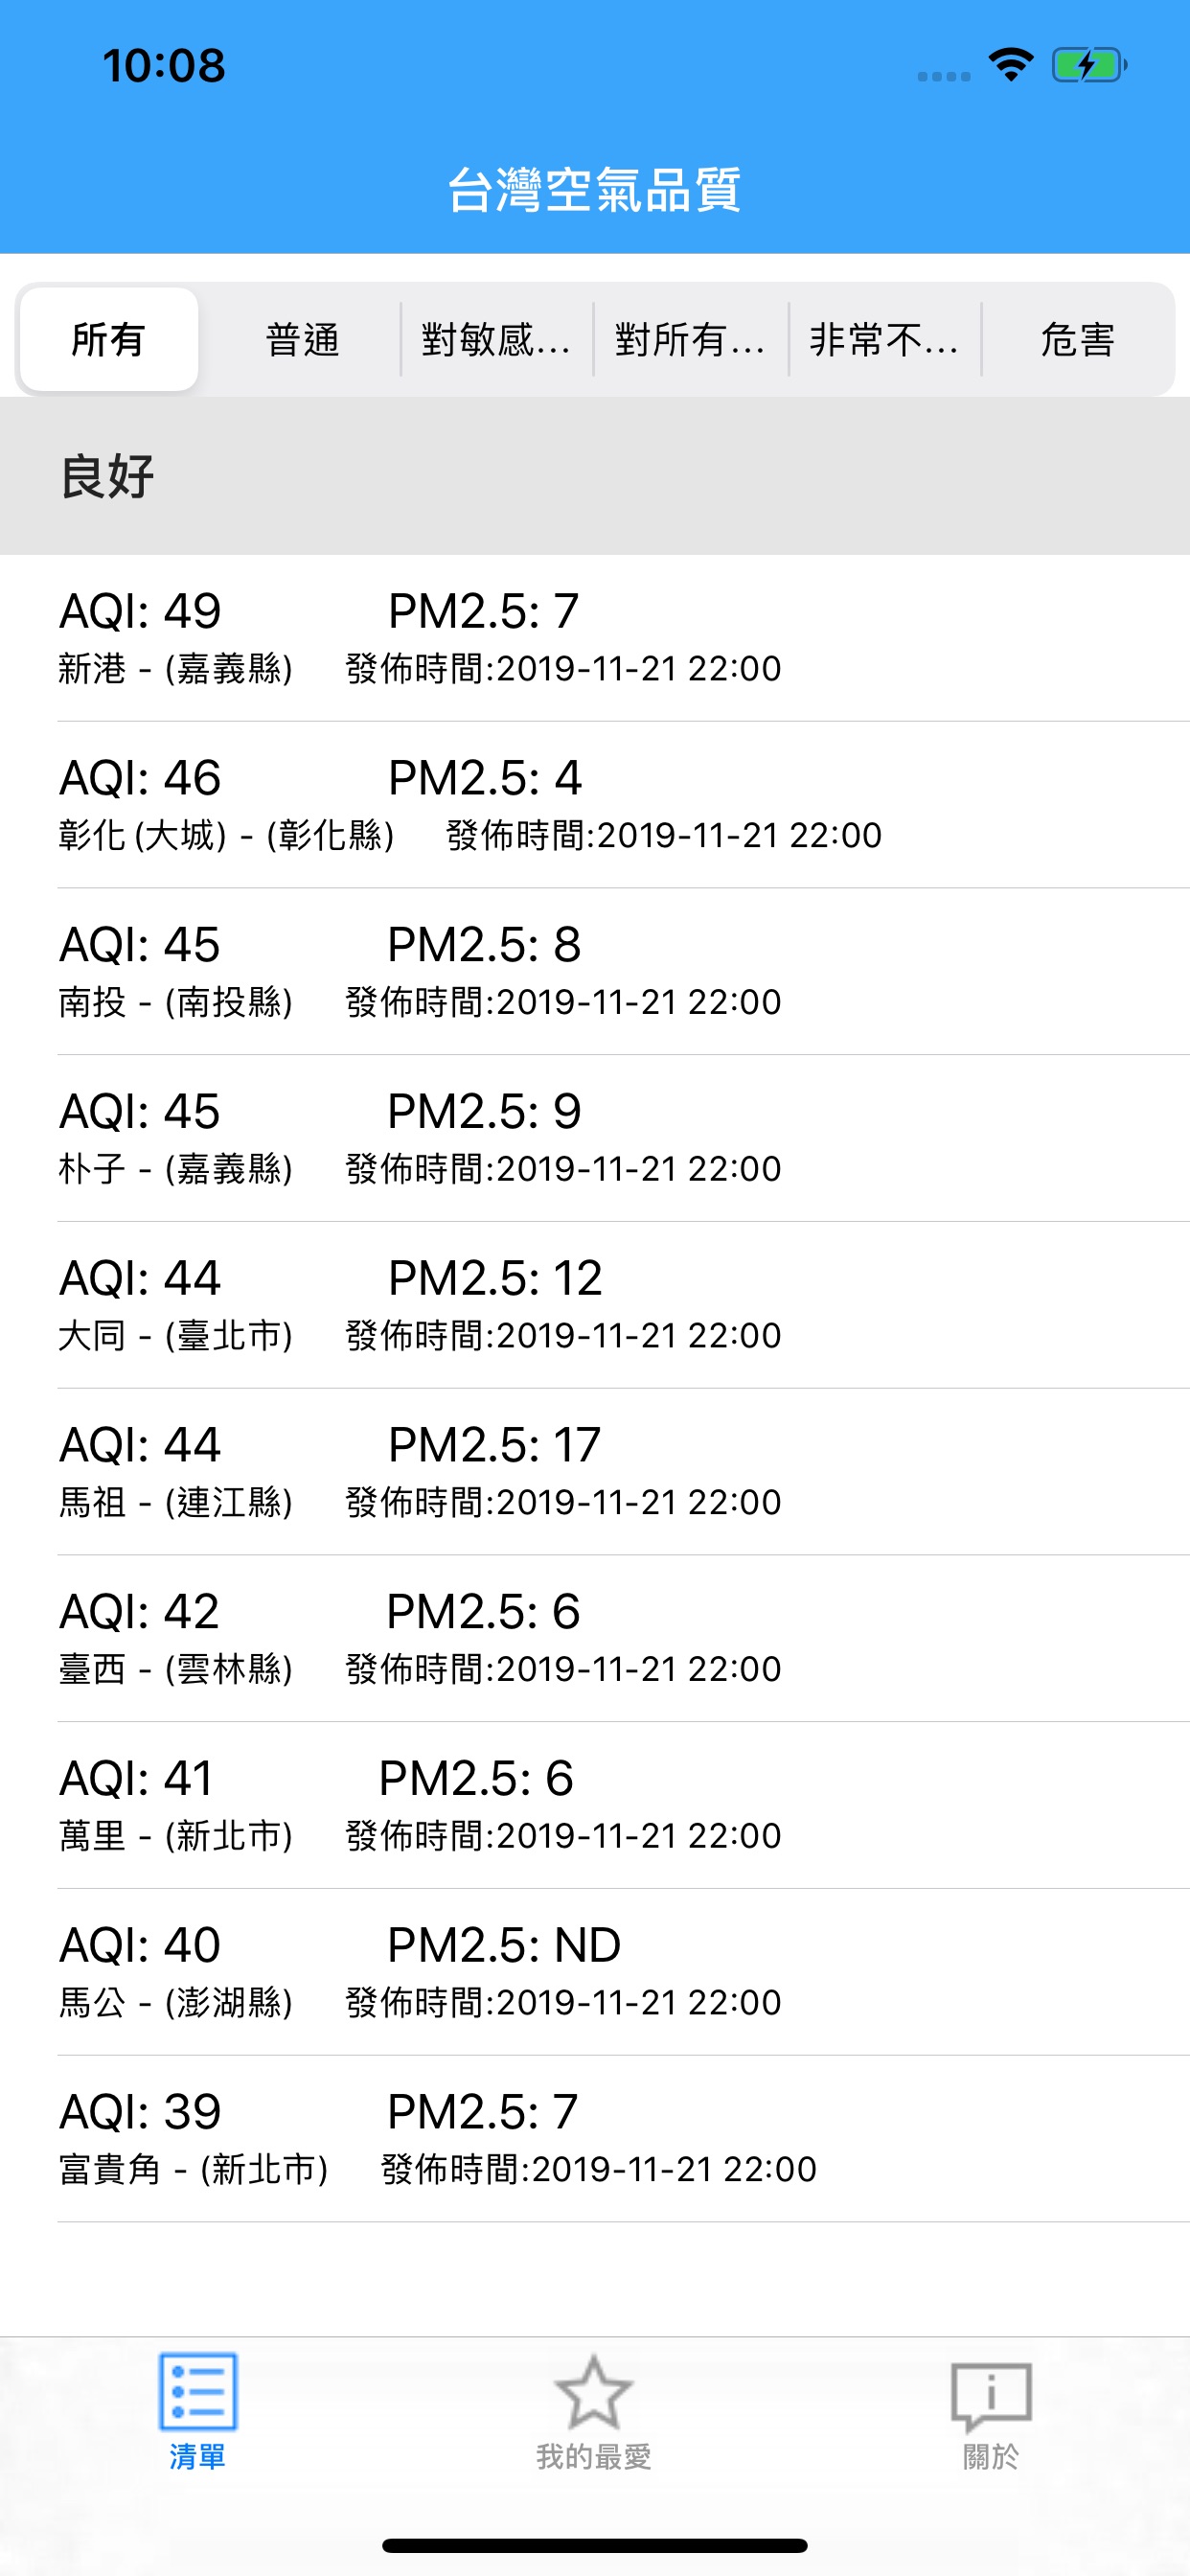 10:08
台灣空氣品質
所有 普通 對敏感... 對所有... 非常不... 危害
良好
AQI: 49 PM2.5: 7
新港 - (嘉義縣) 發佈時間:2019-11-21 22:00
AQI: 46 PM2.5: 4
彰化(大城) - (彰化縣) 發佈時間:2019-11-21 22:00
AQI: 45 PM2.5: 8
南投 - (南投縣) 發佈時間:2019-11-21 22:00
AQI: 45 PM2.5: 9
朴子 - (嘉義縣) 發佈時間:2019-11-21 22:00
AQI: 44 PM2.5: 12
大同 - (臺北市) 發佈時間:2019-11-21 22:00
AQI: 44 PM2.5: 17
馬祖 - (連江縣) 發佈時間:2019-11-21 22:00
AQI: 42 PM2.5: 6
臺西 - (雲林縣) 發佈時間:2019-11-21 22:00
AQI: 41 PM2.5: 6
萬里 - (新北市) 發佈時間:2019-11-21 22:00
AQI: 40 PM2.5: ND
馬公 - (澎湖縣) 發佈時間:2019-11-21 22:00
AQI: 39 PM2.5: 7
富貴角 - (新北市) 發佈時間:2019-11-21 22:00
清單 我的最愛 關於